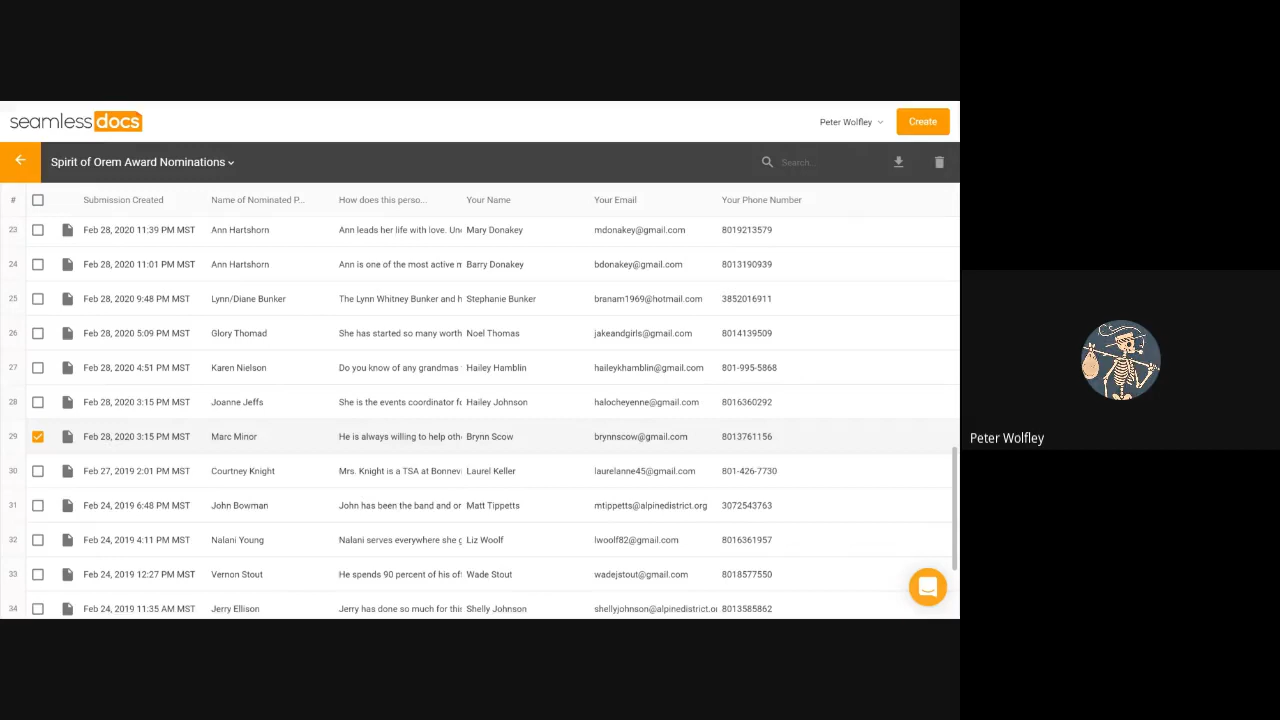 seamlessdocs
Peter Wolfley
Create
Spirit of Orem Award Nominations
Search...
# Submission Created Name of Nominated P... How does this perso... Your Name Your Email Your Phone Number
23 Feb 28, 2020 11:39 PM MST Ann Hartshorn Ann leads her life with love. Un Mary Donakey mdonakey@gmail.com 8019213579
24 Feb 28, 2020 11:01 PM MST Ann Hartshorn Ann is one of the most active Barry Donakey bdonakey@gmail.com 8013190939
25 Feb 28, 2020 9:48 PM MST Lynn/Diane Bunker The Lynn Whitney Bunker and h Stephanie Bunker branam1969@hotmail.com 3852016911
26 Feb 28, 2020 5:09 PM MST Glory Thomad She has started so many worth Noel Thomas jakeandgirls@gmail.com 8014139509
27 Feb 28, 2020 4:51 PM MST Karen Nielson Do you know of any grandmas Hailey Hamblin haileykhamblin@gmail.com 801-995-5868
28 Feb 28, 2020 3:15 PM MST Joanne Jeffs She is the events coordinator fo Hailey Johnson halocheyenne@gmail.com 8016360292
29 Feb 28, 2020 3:15 PM MST Marc Minor He is always willing to help oth Brynn Scow brynnscow@gmail.com 8013761156
30 Feb 27, 2019 2:01 PM MST Courtney Knight Mrs. Knight is a TSA at Bonnev Laurel Keller laurelanne45@gmail.com 801-426-7730
31 Feb 24, 2019 6:48 PM MST John Bowman John has been the band and or Matt Tippetts mtippetts@alpinedistrict.org 3072543763
32 Feb 24, 2019 4:11 PM MST Nalani Young Nalani serves everywhere she g Liz Woolf lwoolf82@gmail.com 8016361957
33 Feb 24, 2019 12:27 PM MST Vernon Stout He spends 90 percent of his of Wade Stout wadejstout@gmail.com 8018577550
34 Feb 24, 2019 11:35 AM MST Jerry Ellison Jerry has done so much for thi Shelly Johnson shellyjohnson@alpinedistrict.o 8013585862
Peter Wolfley